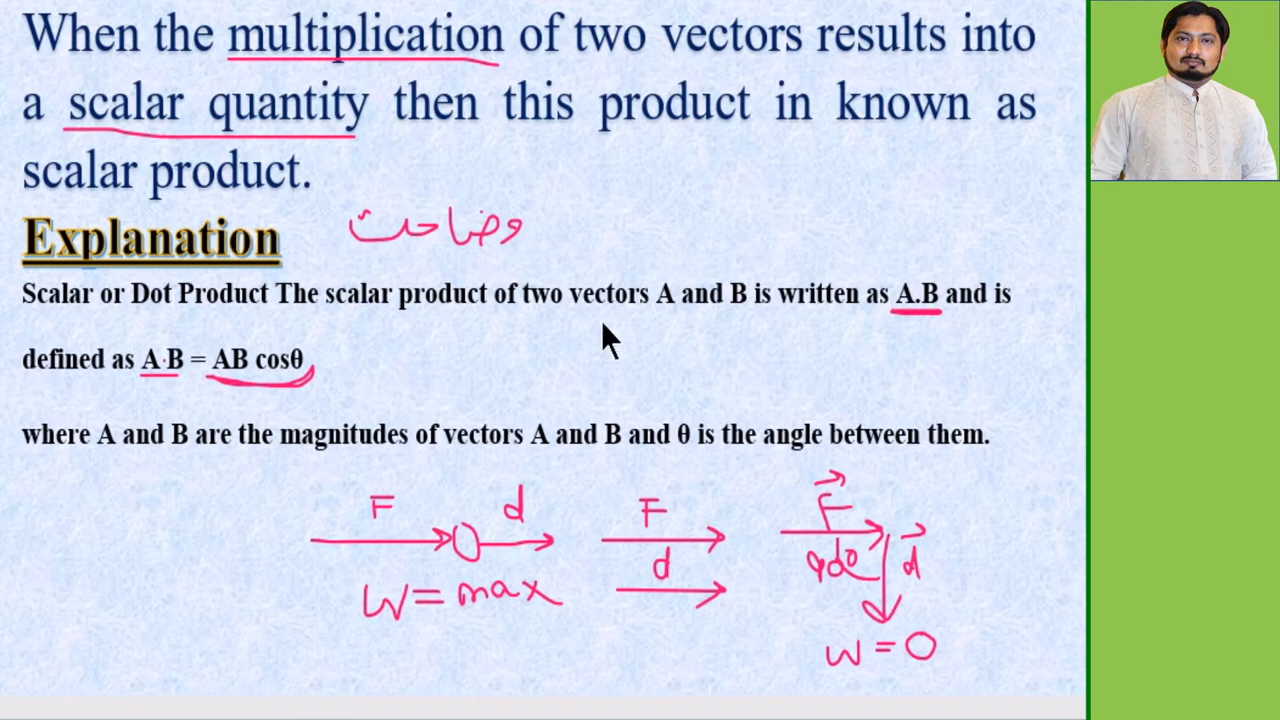 When the multiplication of two vectors results into
a scalar quantity then this product in known as
scalar product.
Explanation وضاحت
Scalar or Dot Product The scalar product of two vectors A and B is written as A.B and is
defined as A·B = AB cosθ
where A and B are the magnitudes of vectors A and B and θ is the angle between them.
F d F F
d 90° d
W = max
W = 0